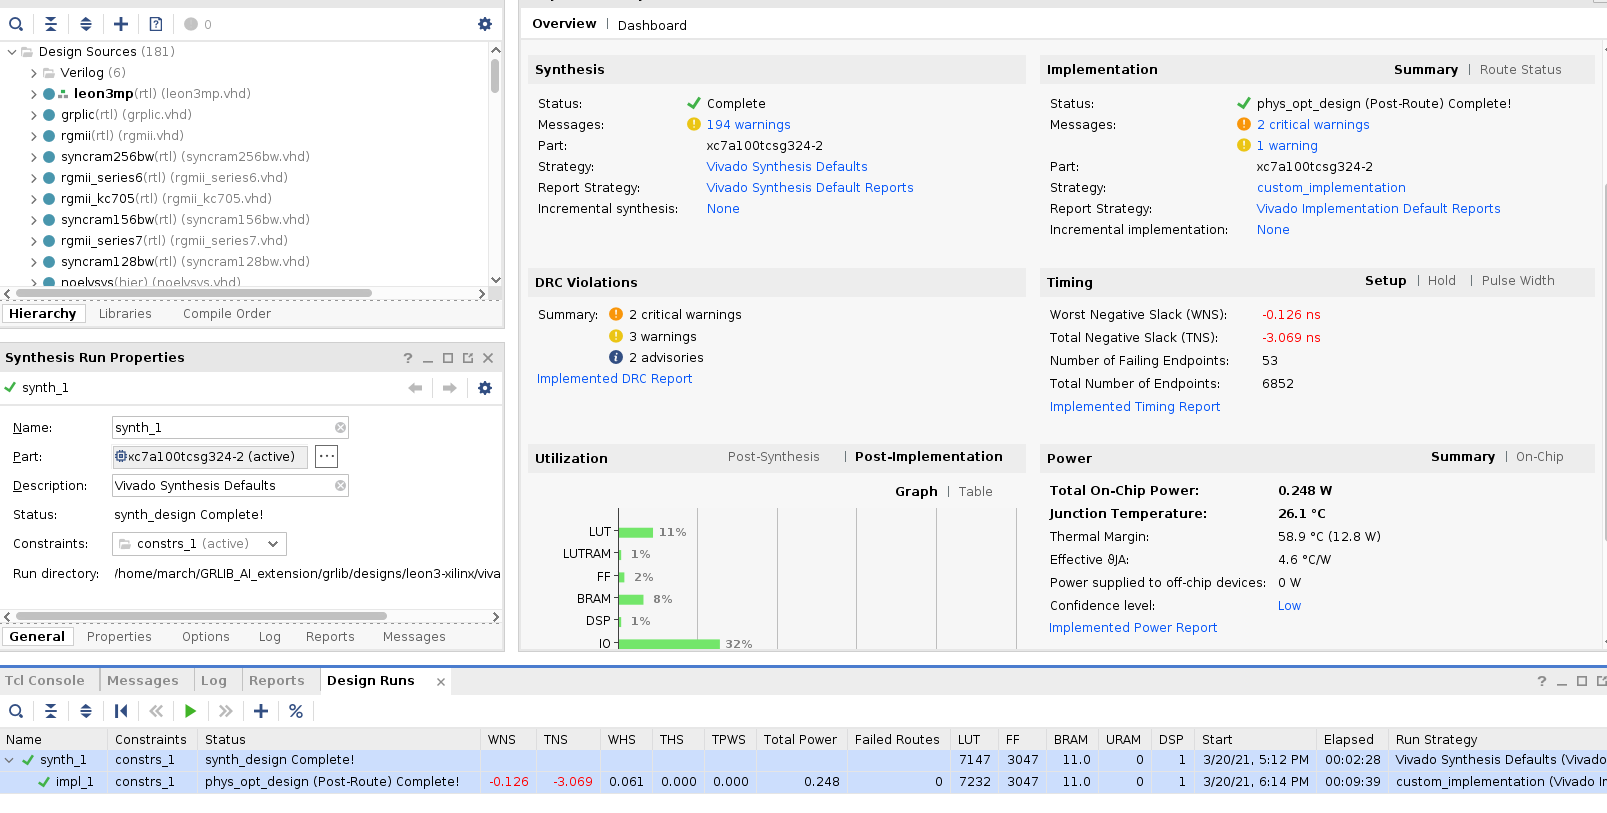 0
Design Sources (181)
Verilog (6)
leon3mp(rtl) (leon3mp.vhd)
grplic(rtl) (grplic.vhd)
rgmii(rtl) (rgmii.vhd)
syncram256bw(rtl) (syncram256bw.vhd)
rgmii_series6(rtl) (rgmii_series6.vhd)
rgmii_kc705(rtl) (rgmii_kc705.vhd)
syncram156bw(rtl) (syncram156bw.vhd)
rgmii_series7(rtl) (rgmii_series7.vhd)
syncram128bw(rtl) (syncram128bw.vhd)
noelvsys(hier) (noelvsys.vhd)
Hierarchy Libraries Compile Order
Synthesis Run Properties
synth_1
Name: synth_1
Part: xc7a100tcsg324-2 (active) ...
Description: Vivado Synthesis Defaults
Status: synth_design Complete!
Constraints: constrs_1 (active)
Run directory: /home/march/GRLIB_AI_extension/grlib/designs/leon3-xilinx/viva
General Properties Options Log Reports Messages
Overview | Dashboard
Synthesis
Status: Complete
Messages: 194 warnings
Part: xc7a100tcsg324-2
Strategy: Vivado Synthesis Defaults
Report Strategy: Vivado Synthesis Default Reports
Incremental synthesis: None
Implementation Summary | Route Status
Status: phys_opt_design (Post-Route) Complete!
Messages: 2 critical warnings
1 warning
Part: xc7a100tcsg324-2
Strategy: custom_implementation
Report Strategy: Vivado Implementation Default Reports
Incremental implementation: None
DRC Violations
Summary: 2 critical warnings
3 warnings
2 advisories
Implemented DRC Report
Timing Setup | Hold | Pulse Width
Worst Negative Slack (WNS): -0.126 ns
Total Negative Slack (TNS): -3.069 ns
Number of Failing Endpoints: 53
Total Number of Endpoints: 6852
Implemented Timing Report
Utilization Post-Synthesis | Post-Implementation
Graph | Table
LUT 11%
LUTRAM 1%
FF 2%
BRAM 8%
DSP 1%
IO 32%
Power Summary | On-Chip
Total On-Chip Power: 0.248 W
Junction Temperature: 26.1 °C
Thermal Margin: 58.9 °C (12.8 W)
Effective ϑJA: 4.6 °C/W
Power supplied to off-chip devices: 0 W
Confidence level: Low
Implemented Power Report
Tcl Console Messages Log Reports Design Runs
Name Constraints Status WNS TNS WHS THS TPWS Total Power Failed Routes LUT FF BRAM URAM DSP Start Elapsed Run Strategy
synth_1 constrs_1 synth_design Complete! 7147 3047 11.0 0 1 3/20/21, 5:12 PM 00:02:28 Vivado Synthesis Defaults (Vivado
impl_1 constrs_1 phys_opt_design (Post-Route) Complete! -0.126 -3.069 0.061 0.000 0.000 0.248 0 7232 3047 11.0 0 1 3/20/21, 6:14 PM 00:09:39 custom_implementation (Vivado In